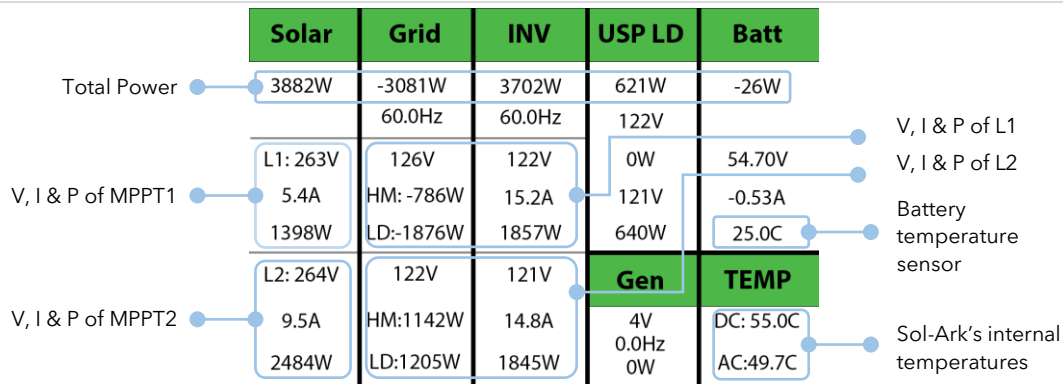 Solar Grid INV USP LD Batt
Total Power 3882W -3081W 3702W 621W -26W
60.0Hz 60.0Hz 122V
V, I & P of L1
L1: 263V 126V 122V 0W 54.70V
V, I & P of L2
V, I & P of MPPT1 5.4A HM: -786W 15.2A 121V -0.53A
1398W LD:-1876W 1857W 640W 25.0C
Battery
temperature
sensor
L2: 264V 122V 121V Gen TEMP
V, I & P of MPPT2 9.5A HM:1142W 14.8A 4V DC: 55.0C
0.0Hz
2484W LD:1205W 1845W 0W AC:49.7C
Sol-Ark's internal
temperatures